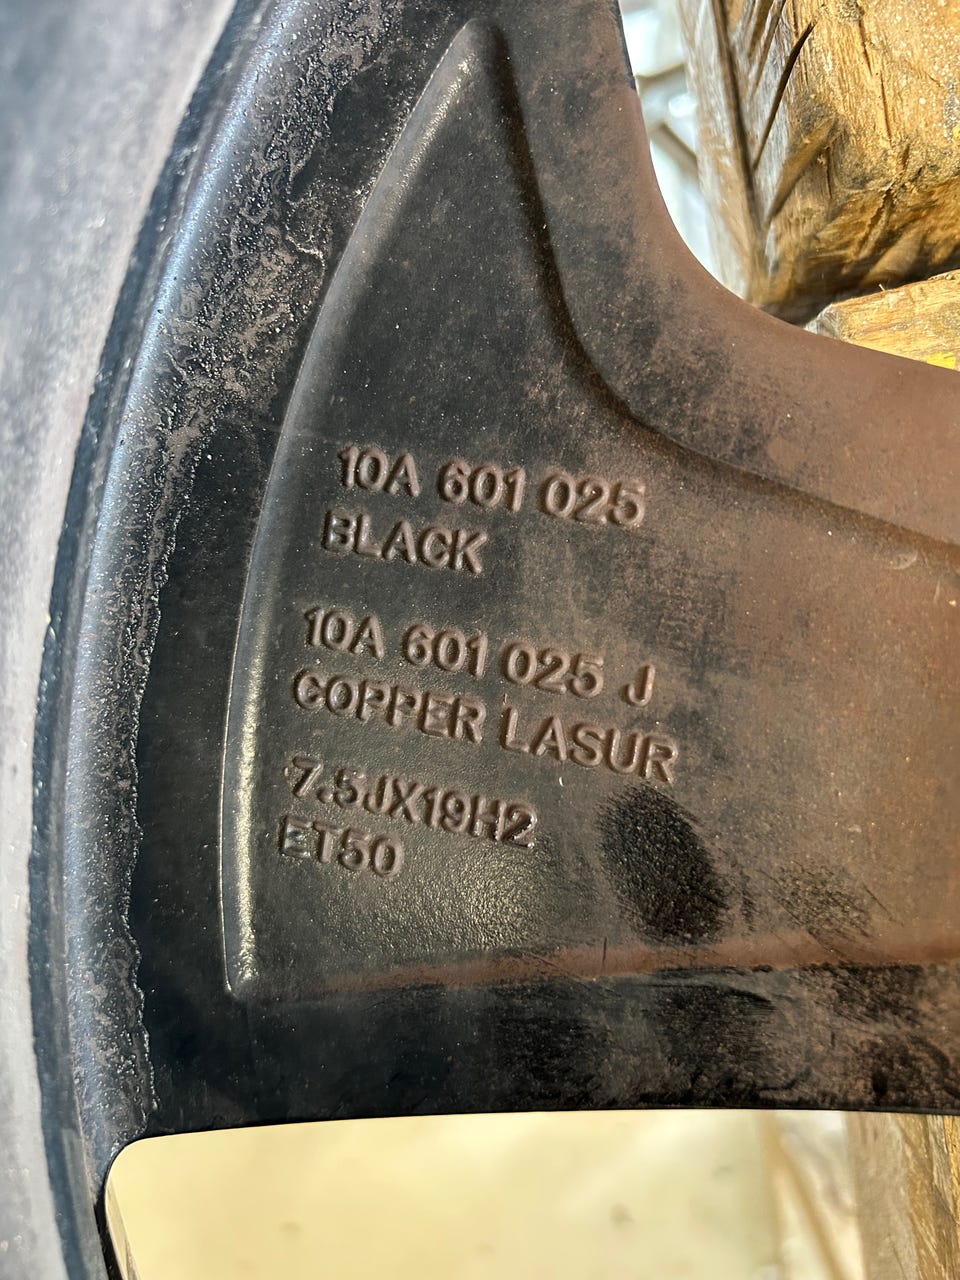 10A 601 025
BLACK
10A 601 025 J
COPPER LASUR
7.5JX19H2
ET50